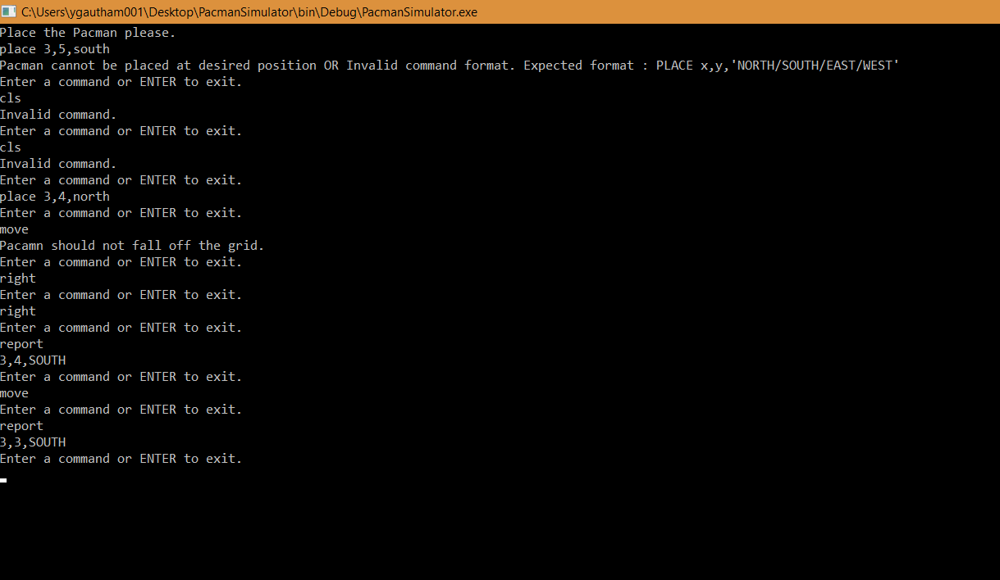 C:\Users\ygautham001\Desktop\PacmanSimulator\bin\Debug\PacmanSimulator.exe
Place the Pacman please.
place 3,5,south
Pacman cannot be placed at desired position OR Invalid command format. Expected format : PLACE x,y,'NORTH/SOUTH/EAST/WEST'
Enter a command or ENTER to exit.
cls
Invalid command.
Enter a command or ENTER to exit.
cls
Invalid command.
Enter a command or ENTER to exit.
place 3,4,north
Enter a command or ENTER to exit.
move
Pacamn should not fall off the grid.
Enter a command or ENTER to exit.
right
Enter a command or ENTER to exit.
right
Enter a command or ENTER to exit.
report
3,4,SOUTH
Enter a command or ENTER to exit.
move
Enter a command or ENTER to exit.
report
3,3,SOUTH
Enter a command or ENTER to exit.